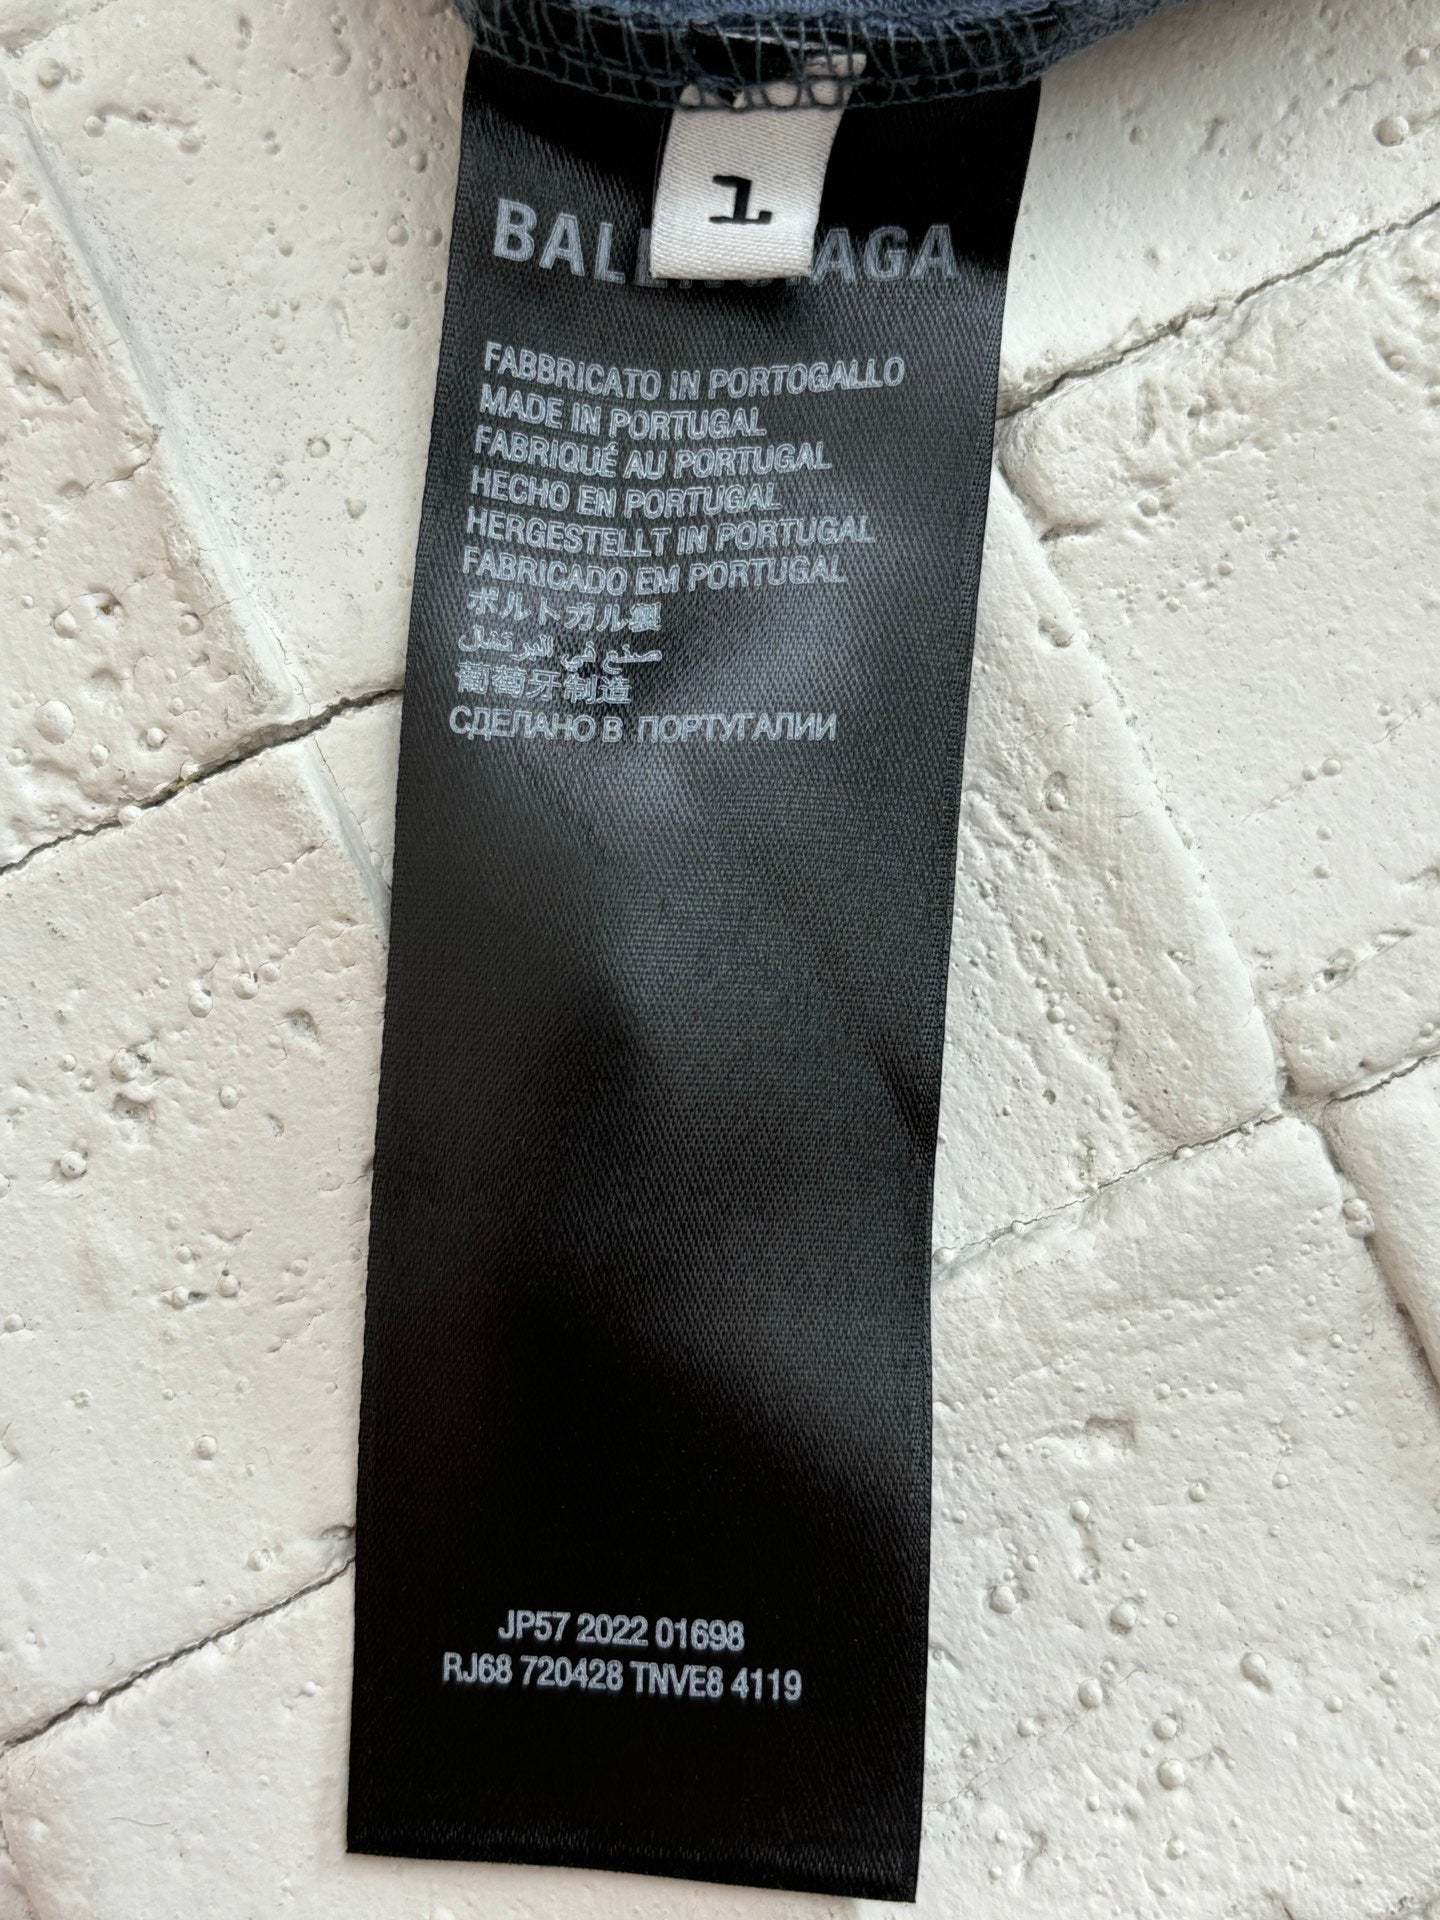 1
BALENCIAGA
FABBRICATO IN PORTOGALLO
MADE IN PORTUGAL
FABRIQUÉ AU PORTUGAL
HECHO EN PORTUGAL
HERGESTELLT IN PORTUGAL
FABRICADO EM PORTUGAL
ポルトガル製
صنع في البرتغال
葡萄牙制造
СДЕЛАНО В ПОРТУГАЛИИ
JP57 2022 01698
RJ68 720428 TNVE8 4119